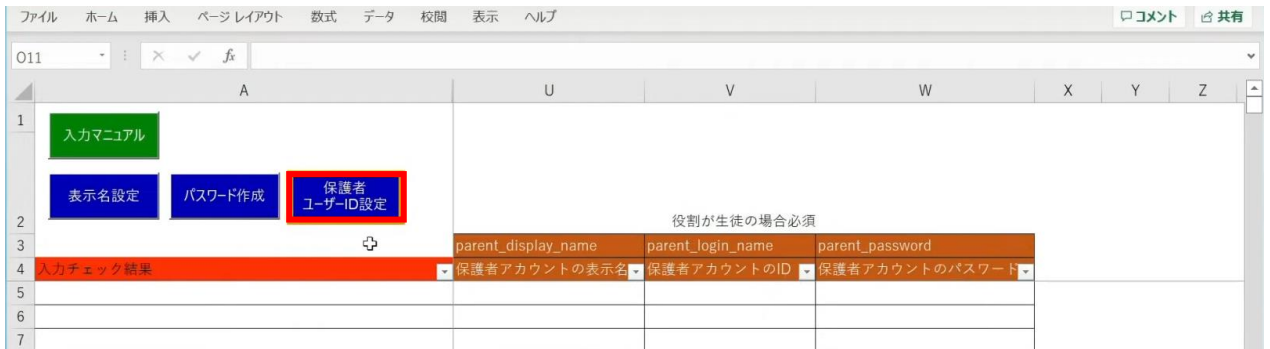 ファイル ホーム 挿入 ページ レイアウト 数式 データ 校閲 表示 ヘルプ コメント 共有
O11 fx
A U V W X Y Z
1
入力マニュアル
表示名設定 パスワード作成 保護者
ユーザーID設定
2 役割が生徒の場合必須
3 parent_display_name parent_login_name parent_password
4 入力チェック結果 保護者アカウントの表示名 保護者アカウントのID 保護者アカウントのパスワード
5
6
7